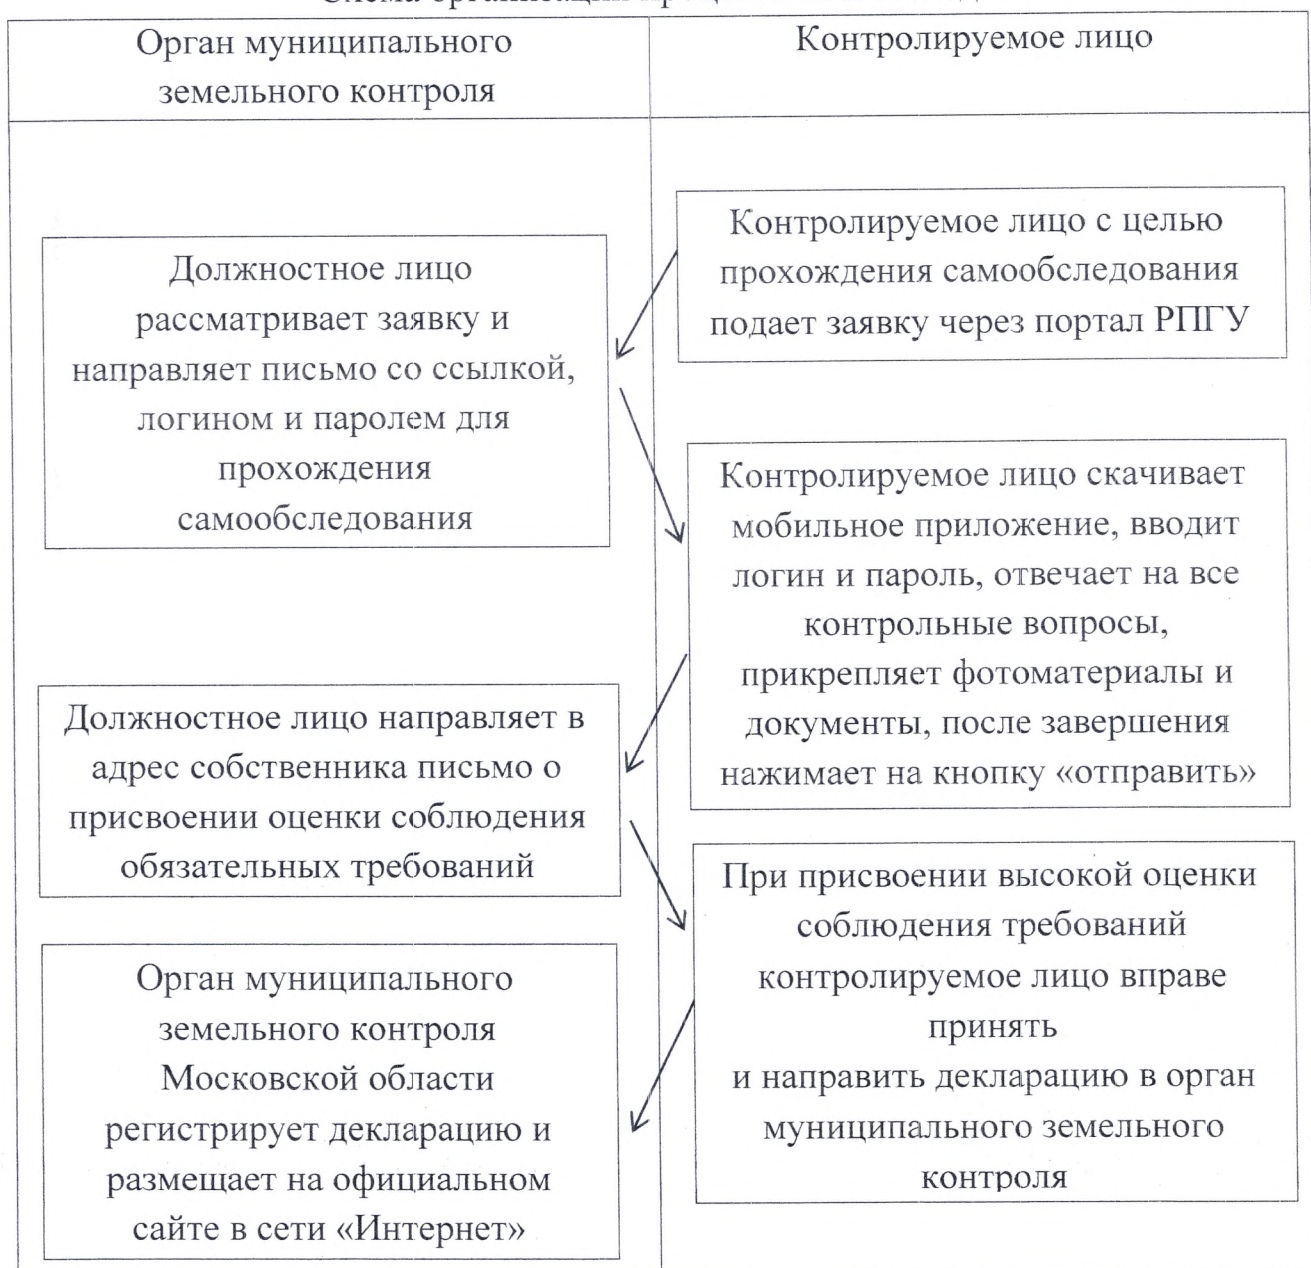 Орган муниципального
земельного контроля
Контролируемое лицо
Контролируемое лицо с целью
прохождения самообследования
подает заявку через портал РПГУ
Должностное лицо
рассматривает заявку и
направляет письмо со ссылкой,
логином и паролем для
прохождения
самообследования
Контролируемое лицо скачивает
мобильное приложение, вводит
логин и пароль, отвечает на все
контрольные вопросы,
прикрепляет фотоматериалы и
документы, после завершения
нажимает на кнопку «отправить»
Должностное лицо направляет в
адрес собственника письмо о
присвоении оценки соблюдения
обязательных требований
При присвоении высокой оценки
соблюдения требований
контролируемое лицо вправе
принять
и направить декларацию в орган
муниципального земельного
контроля
Орган муниципального
земельного контроля
Московской области
регистрирует декларацию и
размещает на официальном
сайте в сети «Интернет»